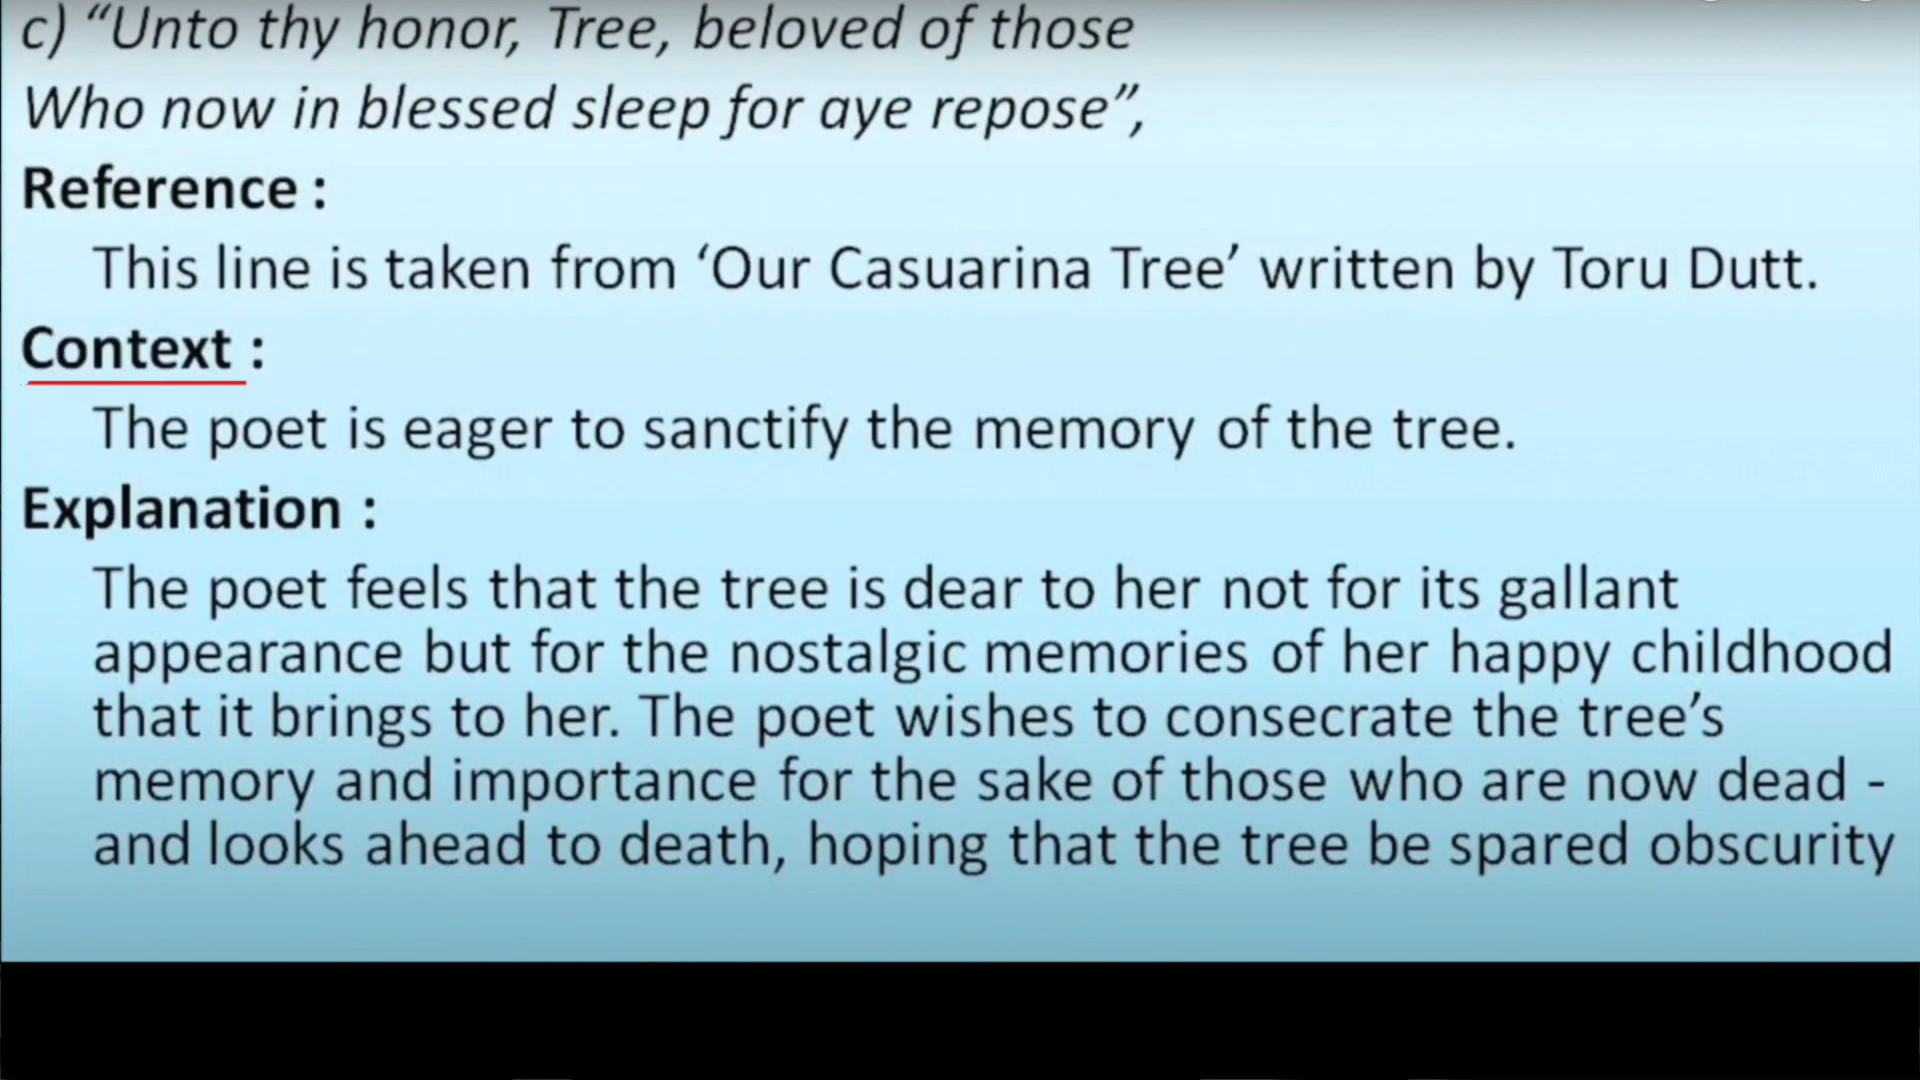 c) “Unto thy honor, Tree, beloved of those
Who now in blessed sleep for aye repose”,
Reference :
This line is taken from ‘Our Casuarina Tree’ written by Toru Dutt.
Context :
The poet is eager to sanctify the memory of the tree.
Explanation :
The poet feels that the tree is dear to her not for its gallant
appearance but for the nostalgic memories of her happy childhood
that it brings to her. The poet wishes to consecrate the tree’s
memory and importance for the sake of those who are now dead -
and looks ahead to death, hoping that the tree be spared obscurity